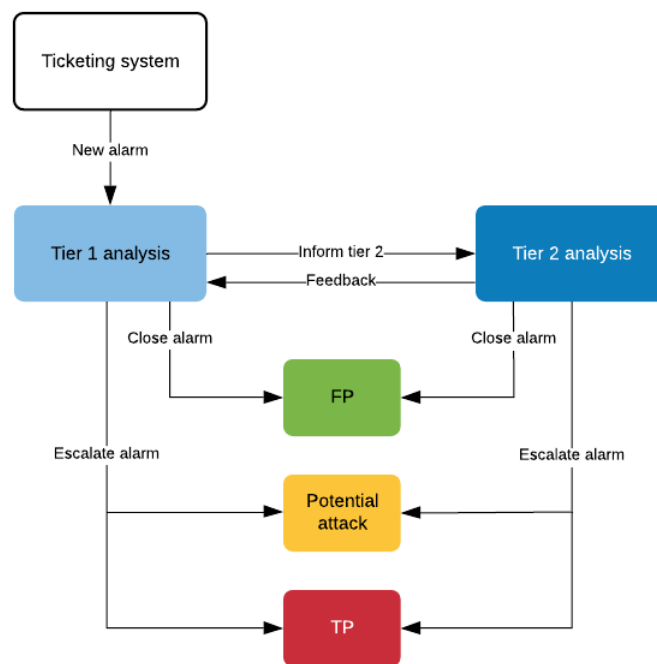 Ticketing system
New alarm
Tier 1 analysis
Inform tier 2
Tier 2 analysis
Feedback
Close alarm
Close alarm
FP
Escalate alarm
Escalate alarm
Potential
attack
TP